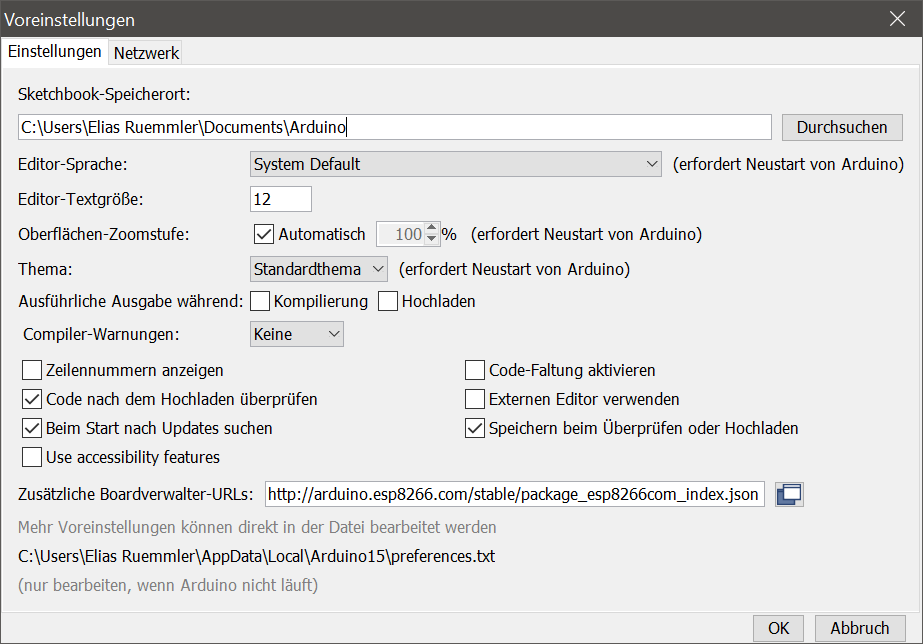 Voreinstellungen
Einstellungen Netzwerk
Sketchbook-Speicherort:
C:\Users\Elias Ruemmler\Documents\Arduino Durchsuchen
Editor-Sprache: System Default (erfordert Neustart von Arduino)
Editor-Textgröße: 12
Oberflächen-Zoomstufe: Automatisch 100 % (erfordert Neustart von Arduino)
Thema: Standardthema (erfordert Neustart von Arduino)
Ausführliche Ausgabe während: Kompilierung Hochladen
Compiler-Warnungen: Keine
Zeilennummern anzeigen Code-Faltung aktivieren
Code nach dem Hochladen überprüfen Externen Editor verwenden
Beim Start nach Updates suchen Speichern beim Überprüfen oder Hochladen
Use accessibility features
Zusätzliche Boardverwalter-URLs: http://arduino.esp8266.com/stable/package_esp8266com_index.json
Mehr Voreinstellungen können direkt in der Datei bearbeitet werden
C:\Users\Elias Ruemmler\AppData\Local\Arduino15\preferences.txt
(nur bearbeiten, wenn Arduino nicht läuft)
OK Abbruch